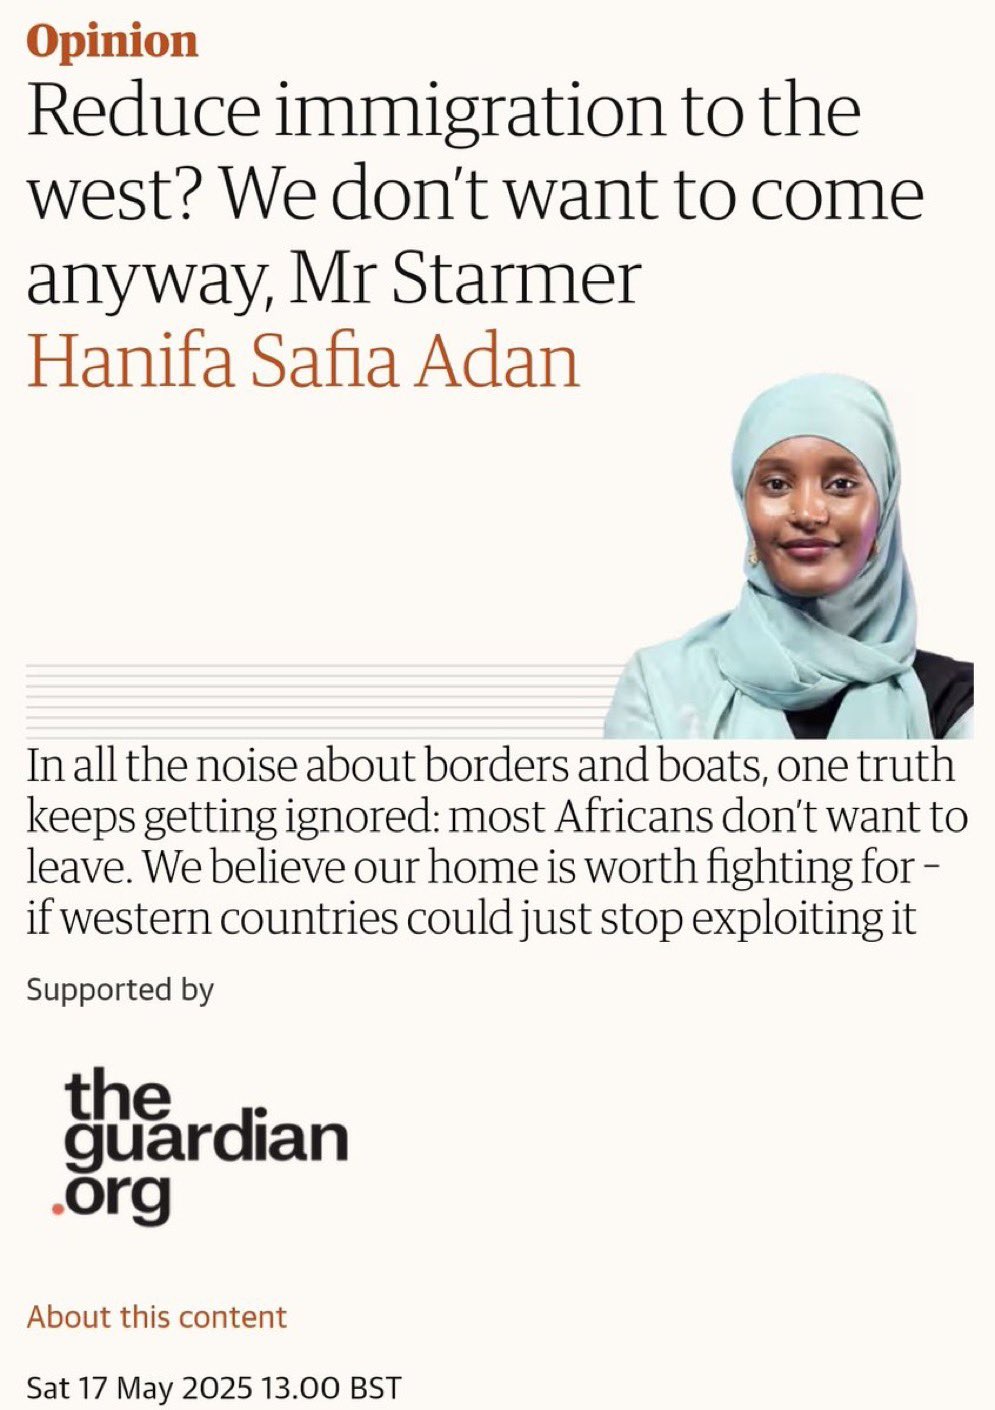 Opinion
Reduce immigration to the
west? We don't want to come
anyway, Mr Starmer
Hanifa Safia Adan
In all the noise about borders and boats, one truth
keeps getting ignored: most Africans don't want to
leave. We believe our home is worth fighting for –
if western countries could just stop exploiting it
Supported by
the
guardian
.org
About this content
Sat 17 May 2025 13.00 BST